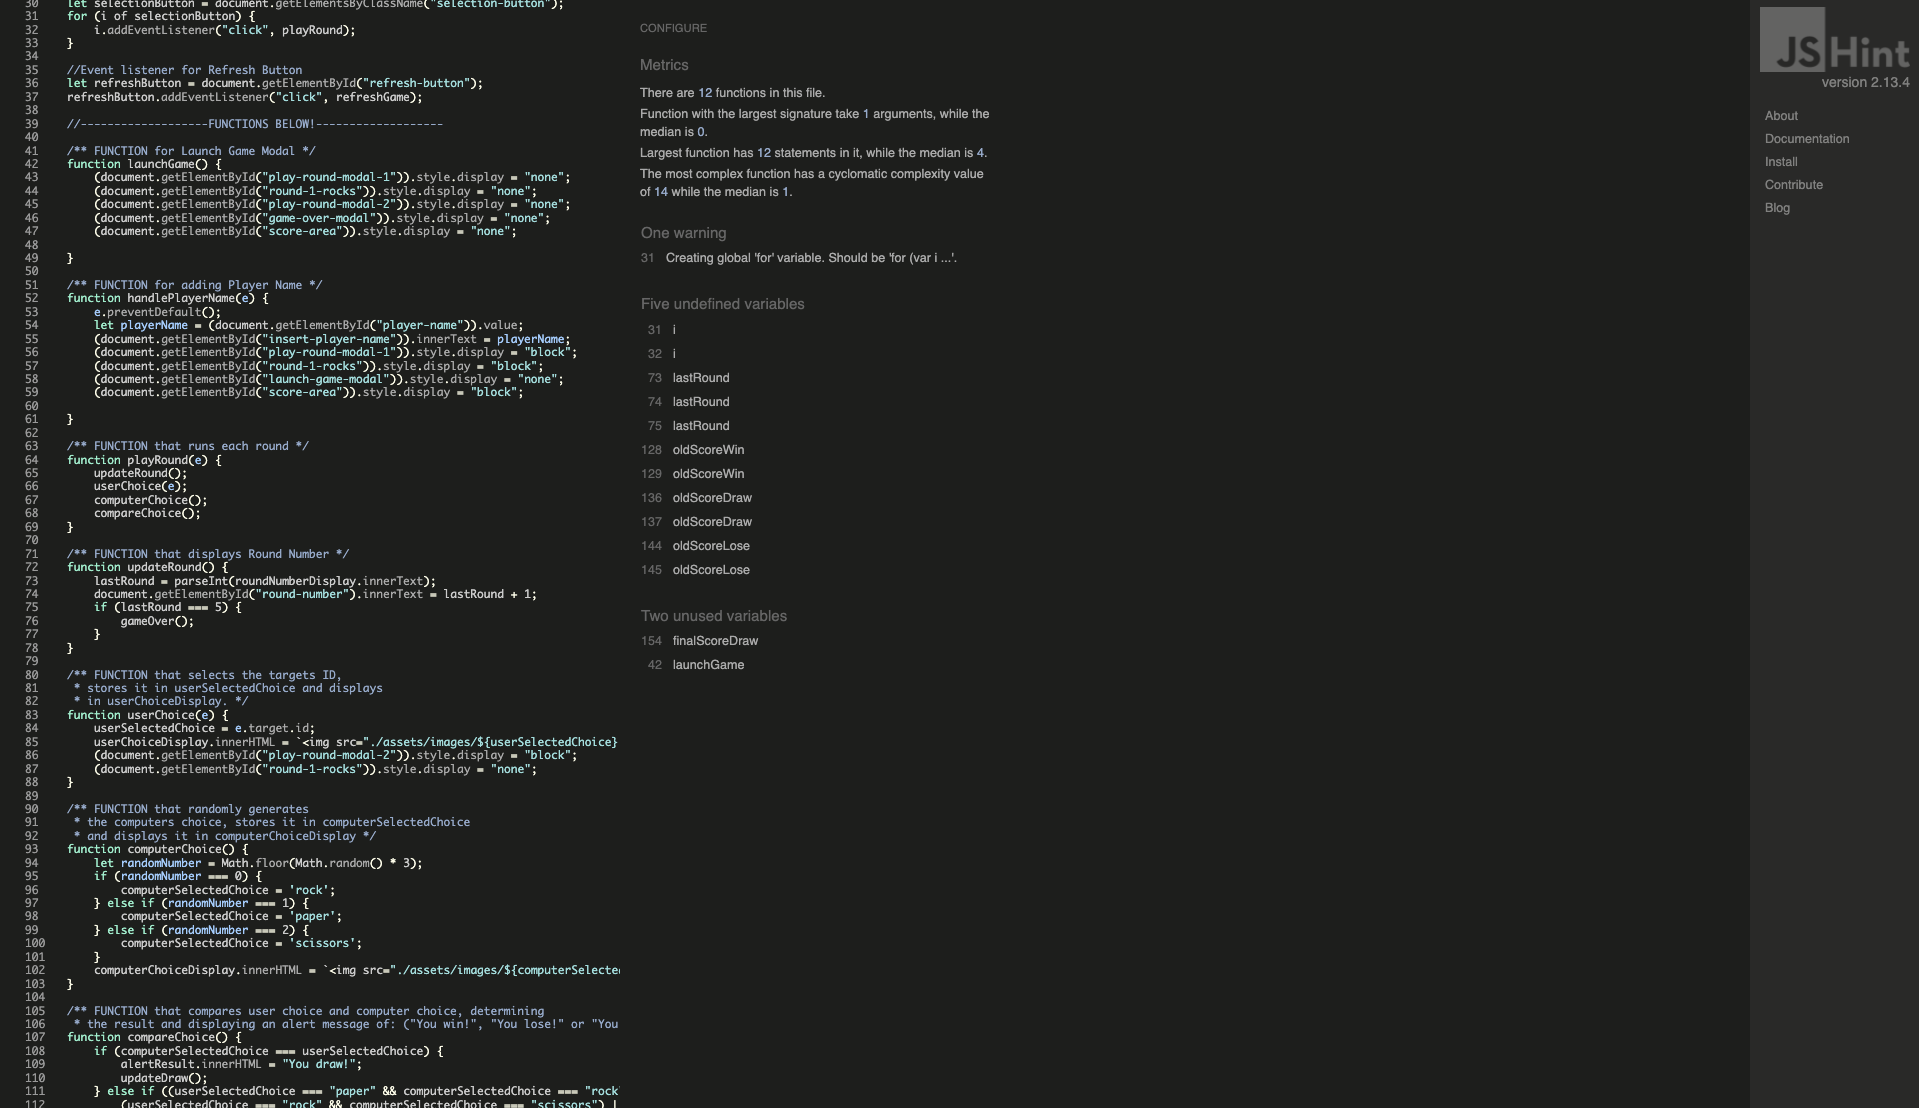 30 let selectionButton = document.getElementsByClassName("selection-button");
31 for (i of selectionButton) {
32 i.addEventListener("click", playRound);
33 }
34
35 //Event listener for Refresh Button
36 let refreshButton = document.getElementById("refresh-button");
37 refreshButton.addEventListener("click", refreshGame);
38
39 //-------------------FUNCTIONS BELOW!-------------------
40
41 /** FUNCTION for Launch Game Modal */
42 function launchGame() {
43 (document.getElementById("play-round-modal-1")).style.display = "none";
44 (document.getElementById("round-1-rocks")).style.display = "none";
45 (document.getElementById("play-round-modal-2")).style.display = "none";
46 (document.getElementById("game-over-modal")).style.display = "none";
47 (document.getElementById("score-area")).style.display = "none";
48
49 }
50
51 /** FUNCTION for adding Player Name */
52 function handlePlayerName(e) {
53 e.preventDefault();
54 let playerName = (document.getElementById("player-name")).value;
55 (document.getElementById("insert-player-name")).innerText = playerName;
56 (document.getElementById("play-round-modal-1")).style.display = "block";
57 (document.getElementById("round-1-rocks")).style.display = "block";
58 (document.getElementById("launch-game-modal")).style.display = "none";
59 (document.getElementById("score-area")).style.display = "block";
60
61 }
62
63 /** FUNCTION that runs each round */
64 function playRound(e) {
65 updateRound();
66 userChoice(e);
67 computerChoice();
68 compareChoice();
69 }
70
71 /** FUNCTION that displays Round Number */
72 function updateRound() {
73 lastRound = parseInt(roundNumberDisplay.innerText);
74 document.getElementById("round-number").innerText = lastRound + 1;
75 if (lastRound === 5) {
76 gameOver();
77 }
78 }
79
80 /** FUNCTION that selects the targets ID,
81 * stores it in userSelectedChoice and displays
82 * in userChoiceDisplay. */
83 function userChoice(e) {
84 userSelectedChoice = e.target.id;
85 userChoiceDisplay.innerHTML = `<img src="./assets/images/${userSelectedChoice}
86 (document.getElementById("play-round-modal-2")).style.display = "block";
87 (document.getElementById("round-1-rocks")).style.display = "none";
88 }
89
90 /** FUNCTION that randomly generates
91 * the computers choice, stores it in computerSelectedChoice
92 * and displays it in computerChoiceDisplay */
93 function computerChoice() {
94 let randomNumber = Math.floor(Math.random() * 3);
95 if (randomNumber === 0) {
96 computerSelectedChoice = 'rock';
97 } else if (randomNumber === 1) {
98 computerSelectedChoice = 'paper';
99 } else if (randomNumber === 2) {
100 computerSelectedChoice = 'scissors';
101 }
102 computerChoiceDisplay.innerHTML = `<img src="./assets/images/${computerSelecte
103 }
104
105 /** FUNCTION that compares user choice and computer choice, determining
106 * the result and displaying an alert message of: ("You win!", "You lose!" or "You
107 function compareChoice() {
108 if (computerSelectedChoice === userSelectedChoice) {
109 alertResult.innerHTML = "You draw!";
110 updateDraw();
111 } else if ((userSelectedChoice === "paper" && computerSelectedChoice === "rock"
112 (userSelectedChoice === "rock" && computerSelectedChoice === "scissors") |
CONFIGURE
Metrics
There are 12 functions in this file.
Function with the largest signature take 1 arguments, while the
median is 0.
Largest function has 12 statements in it, while the median is 4.
The most complex function has a cyclomatic complexity value
of 14 while the median is 1.
One warning
31 Creating global 'for' variable. Should be 'for (var i ...'.
Five undefined variables
31 i
32 i
73 lastRound
74 lastRound
75 lastRound
128 oldScoreWin
129 oldScoreWin
136 oldScoreDraw
137 oldScoreDraw
144 oldScoreLose
145 oldScoreLose
Two unused variables
154 finalScoreDraw
42 launchGame
JSHint
version 2.13.4
About
Documentation
Install
Contribute
Blog